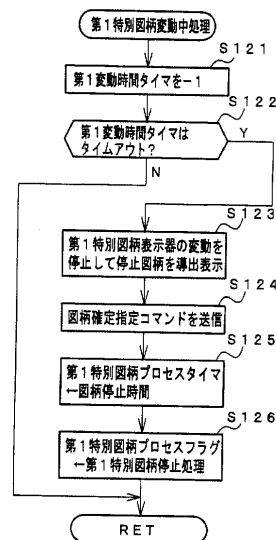 第1特別図柄変動中処理
S121
第1変動時間タイマを-1
S122
第1変動時間タイマは
タイムアウト?
Y
N
S123
第1特別図柄表示器の変動を
停止して停止図柄を導出表示
S124
図柄確定指定コマンドを送信
S125
第1特別図柄プロセスタイマ
←図柄停止時間
S126
第1特別図柄プロセスフラグ
←第1特別図柄停止処理
RET